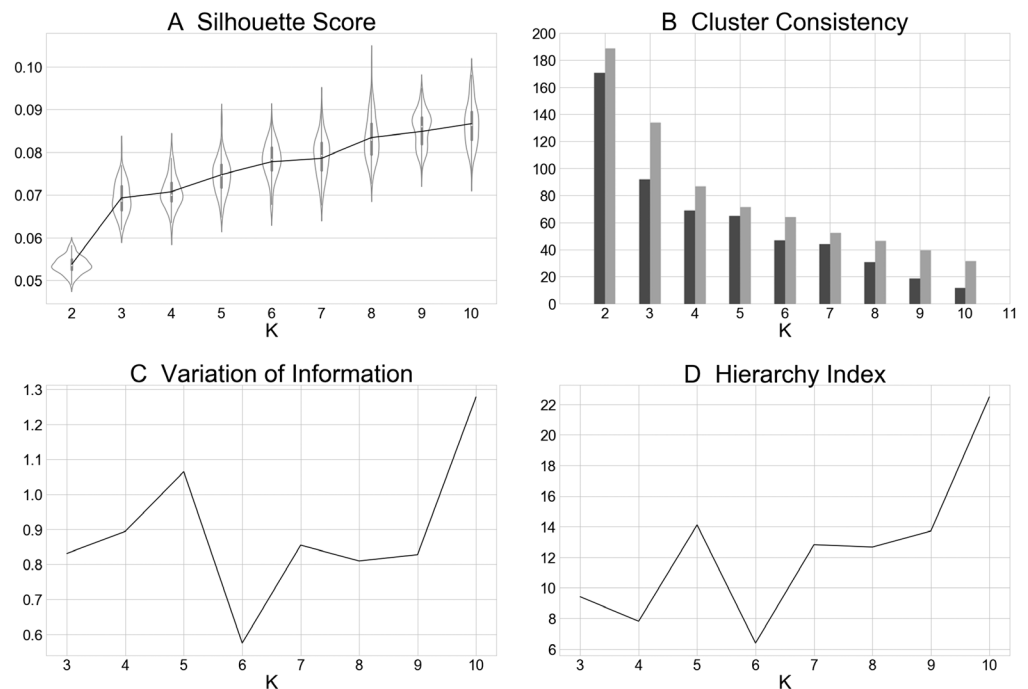 A Silhouette Score
0.10
0.09
0.08
0.07
0.06
0.05
2 3 4 5 6 7 8 9 10
K
B Cluster Consistency
200
180
160
140
120
100
80
60
40
20
0
2 3 4 5 6 7 8 9 10 11
K
C Variation of Information
1.3
1.2
1.1
1.0
0.9
0.8
0.7
0.6
3 4 5 6 7 8 9 10
K
D Hierarchy Index
22
20
18
16
14
12
10
8
6
3 4 5 6 7 8 9 10
K